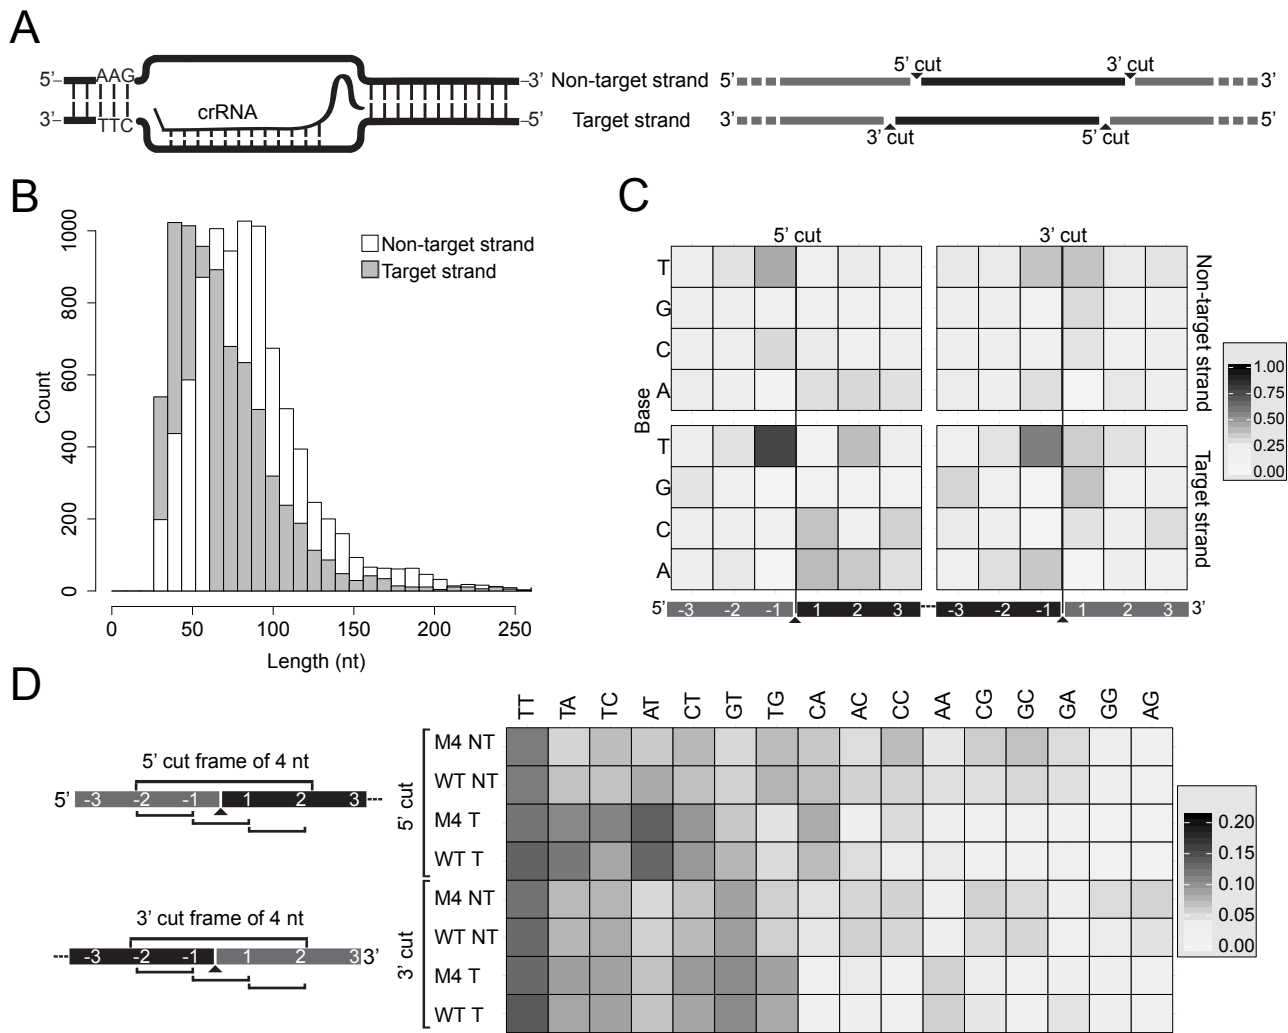 A
5'
AAG
3'
Non-target strand
5'
5' cut
3' cut
3'
crRNA
3'
TTC
5'
Target strand
3'
3' cut
5' cut
5'
B
1000
800
600
400
200
0
Count
Non-target strand
Target strand
0 50 100 150 200 250
Length (nt)
C
5' cut 3' cut
T
G
C
A
Non-target strand
Base
T
G
C
A
Target strand
5' -3 -2 -1 1 2 3 -3 -2 -1 1 2 3 3'
1.00
0.75
0.50
0.25
0.00
D
TT TA TC AT CT GT TG CA AC CC AA CG GC GA GG AG
5' cut frame of 4 nt
5' -3 -2 -1 1 2 3
5' cut
M4 NT
WT NT
M4 T
WT T
3' cut frame of 4 nt
-3 -2 -1 1 2 3 3'
3' cut
M4 NT
WT NT
M4 T
WT T
0.20
0.15
0.10
0.05
0.00